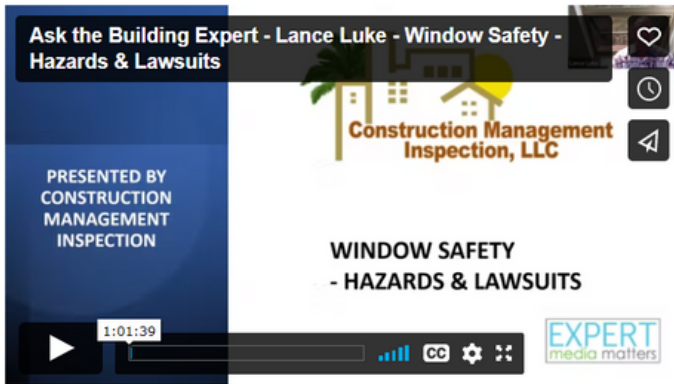 Ask the Building Expert - Lance Luke - Window Safety -
Hazards & Lawsuits
Construction Management
Inspection, LLC
PRESENTED BY
CONSTRUCTION
MANAGEMENT
INSPECTION
WINDOW SAFETY
- HAZARDS & LAWSUITS
1:01:39
CC
EXPERT
media matters